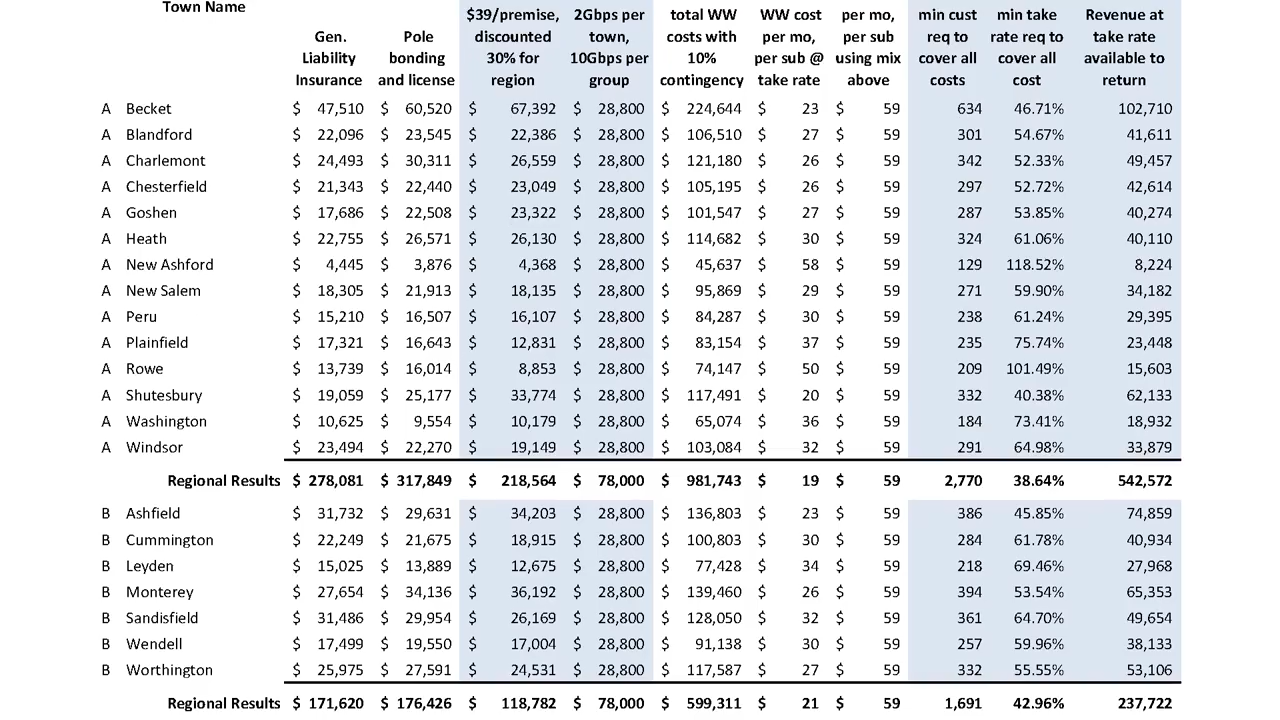 Town Name Gen. Liability Insurance Pole bonding and license $39/premise, discounted 30% for region 2Gbps per town, 10Gbps per group total WW costs with 10% contingency WW cost per mo, per sub @ take rate per mo, per sub using mix above min cust req to cover all costs min take rate req to cover all cost Revenue at take rate available to return
A Becket $ 47,510 $ 60,520 $ 67,392 $ 28,800 $ 224,644 $ 23 $ 59 634 46.71% 102,710
A Blandford $ 22,096 $ 23,545 $ 22,386 $ 28,800 $ 106,510 $ 27 $ 59 301 54.67% 41,611
A Charlemont $ 24,493 $ 30,311 $ 26,559 $ 28,800 $ 121,180 $ 26 $ 59 342 52.33% 49,457
A Chesterfield $ 21,343 $ 22,440 $ 23,049 $ 28,800 $ 105,195 $ 26 $ 59 297 52.72% 42,614
A Goshen $ 17,686 $ 22,508 $ 23,322 $ 28,800 $ 101,547 $ 27 $ 59 287 53.85% 40,274
A Heath $ 22,755 $ 26,571 $ 26,130 $ 28,800 $ 114,682 $ 30 $ 59 324 61.06% 40,110
A New Ashford $ 4,445 $ 3,876 $ 4,368 $ 28,800 $ 45,637 $ 58 $ 59 129 118.52% 8,224
A New Salem $ 18,305 $ 21,913 $ 18,135 $ 28,800 $ 95,869 $ 29 $ 59 271 59.90% 34,182
A Peru $ 15,210 $ 16,507 $ 16,107 $ 28,800 $ 84,287 $ 30 $ 59 238 61.24% 29,395
A Plainfield $ 17,321 $ 16,643 $ 12,831 $ 28,800 $ 83,154 $ 37 $ 59 235 75.74% 23,448
A Rowe $ 13,739 $ 16,014 $ 8,853 $ 28,800 $ 74,147 $ 50 $ 59 209 101.49% 15,603
A Shutesbury $ 19,059 $ 25,177 $ 33,774 $ 28,800 $ 117,491 $ 20 $ 59 332 40.38% 62,133
A Washington $ 10,625 $ 9,554 $ 10,179 $ 28,800 $ 65,074 $ 36 $ 59 184 73.41% 18,932
A Windsor $ 23,494 $ 22,270 $ 19,149 $ 28,800 $ 103,084 $ 32 $ 59 291 64.98% 33,879
Regional Results $ 278,081 $ 317,849 $ 218,564 $ 78,000 $ 981,743 $ 19 $ 59 2,770 38.64% 542,572
B Ashfield $ 31,732 $ 29,631 $ 34,203 $ 28,800 $ 136,803 $ 23 $ 59 386 45.85% 74,859
B Cummington $ 22,249 $ 21,675 $ 18,915 $ 28,800 $ 100,803 $ 30 $ 59 284 61.78% 40,934
B Leyden $ 15,025 $ 13,889 $ 12,675 $ 28,800 $ 77,428 $ 34 $ 59 218 69.46% 27,968
B Monterey $ 27,654 $ 34,136 $ 36,192 $ 28,800 $ 139,460 $ 26 $ 59 394 53.54% 65,353
B Sandisfield $ 31,486 $ 29,954 $ 26,169 $ 28,800 $ 128,050 $ 32 $ 59 361 64.70% 49,654
B Wendell $ 17,499 $ 19,550 $ 17,004 $ 28,800 $ 91,138 $ 30 $ 59 257 59.96% 38,133
B Worthington $ 25,975 $ 27,591 $ 24,531 $ 28,800 $ 117,587 $ 27 $ 59 332 55.55% 53,106
Regional Results $ 171,620 $ 176,426 $ 118,782 $ 78,000 $ 599,311 $ 21 $ 59 1,691 42.96% 237,722